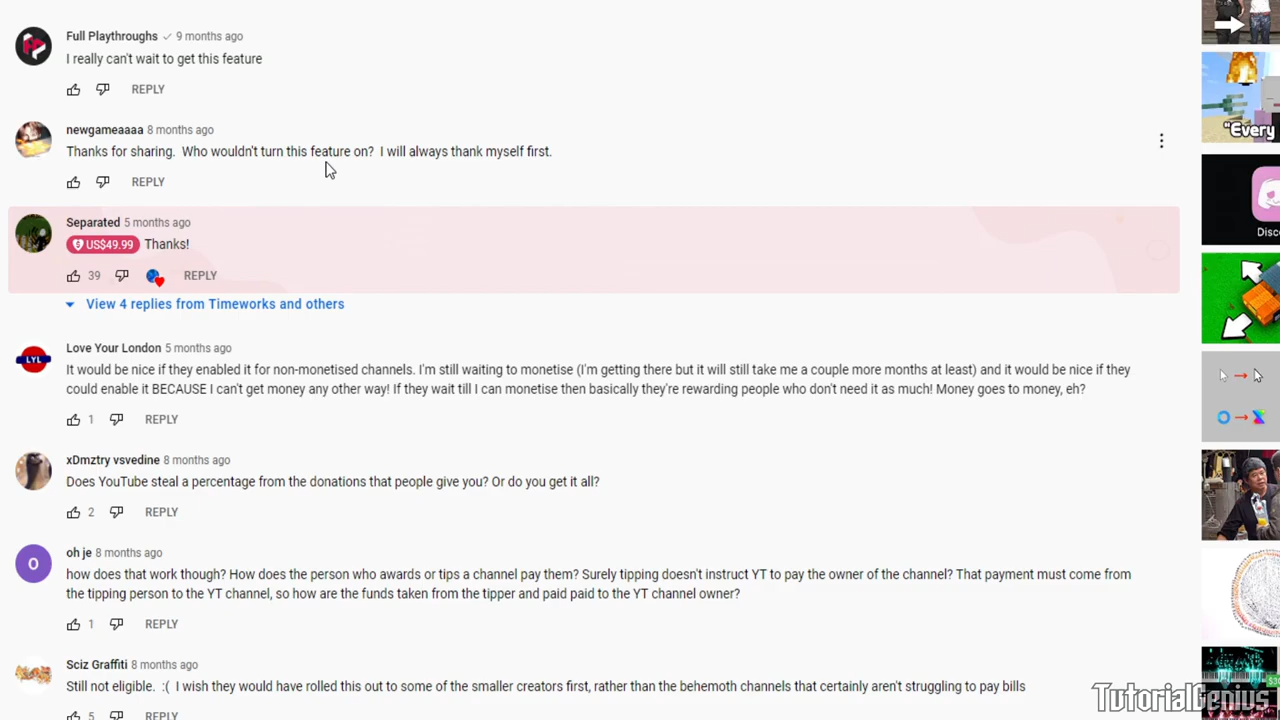 Full Playthroughs 9 months ago
I really can't wait to get this feature
REPLY
newgameaaaa 8 months ago
Thanks for sharing.  Who wouldn't turn this feature on?  I will always thank myself first.
"Every
REPLY
Separated 5 months ago
US$49.99 Thanks!
Disc
39 REPLY
View 4 replies from Timeworks and others
Love Your London 5 months ago
LYL
It would be nice if they enabled it for non-monetised channels. I'm still waiting to monetise (I'm getting there but it will still take me a couple more months at least) and it would be nice if they
could enable it BECAUSE I can't get money any other way! If they wait till I can monetise then basically they're rewarding people who don't need it as much! Money goes to money, eh?
1 REPLY
xDmztry vsvedine 8 months ago
Does YouTube steal a percentage from the donations that people give you? Or do you get it all?
2 REPLY
oh je 8 months ago
O
how does that work though? How does the person who awards or tips a channel pay them? Surely tipping doesn't instruct YT to pay the owner of the channel? That payment must come from
the tipping person to the YT channel, so how are the funds taken from the tipper and paid paid to the YT channel owner?
1 REPLY
Sciz Graffiti 8 months ago
Still not eligible.  :(  I wish they would have rolled this out to some of the smaller creators first, rather than the behemoth channels that certainly aren't struggling to pay bills
TutorialGenius
5 REPLY